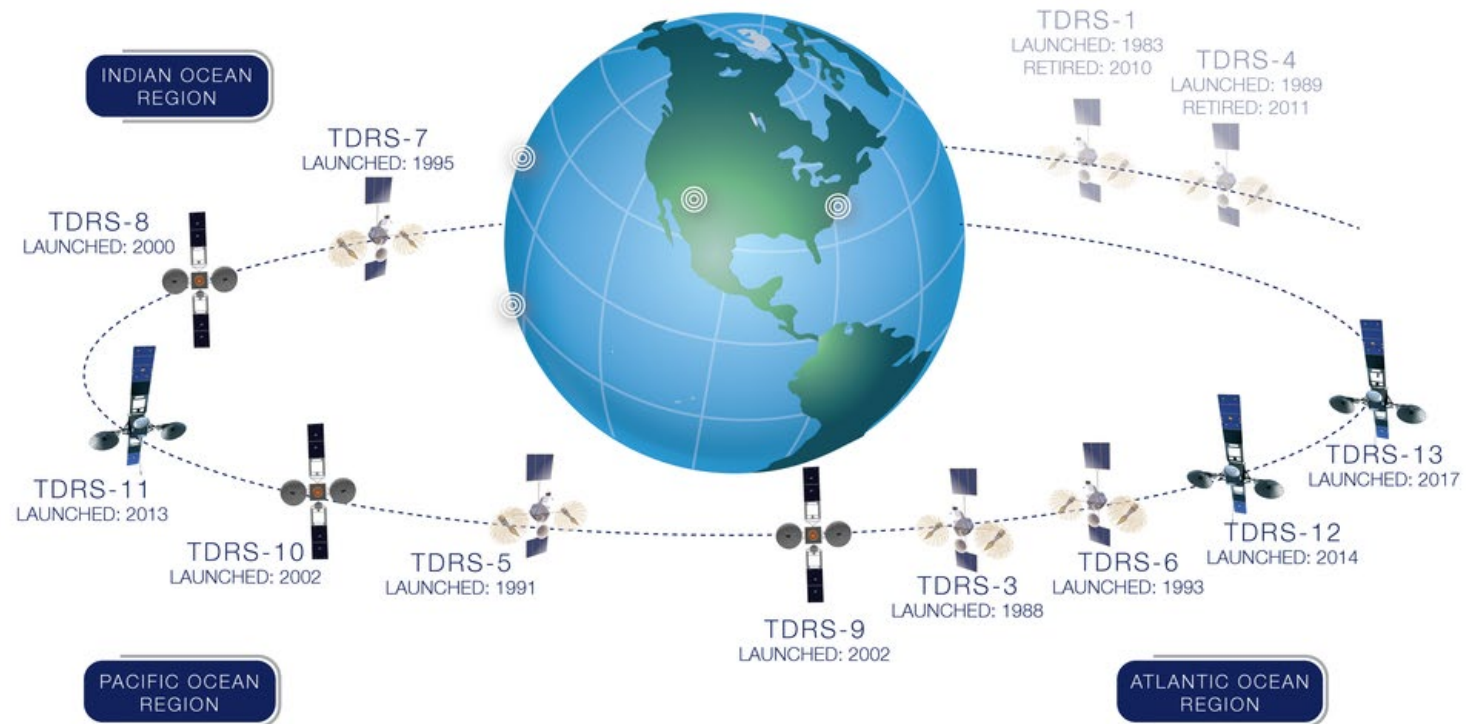 TDRS-1
LAUNCHED: 1983
RETIRED: 2010
TDRS-4
LAUNCHED: 1989
RETIRED: 2011
INDIAN OCEAN
REGION
TDRS-7
LAUNCHED: 1995
TDRS-8
LAUNCHED: 2000
TDRS-11
LAUNCHED: 2013
TDRS-10
LAUNCHED: 2002
TDRS-5
LAUNCHED: 1991
TDRS-9
LAUNCHED: 2002
TDRS-3
LAUNCHED: 1988
TDRS-6
LAUNCHED: 1993
TDRS-12
LAUNCHED: 2014
TDRS-13
LAUNCHED: 2017
PACIFIC OCEAN
REGION
ATLANTIC OCEAN
REGION